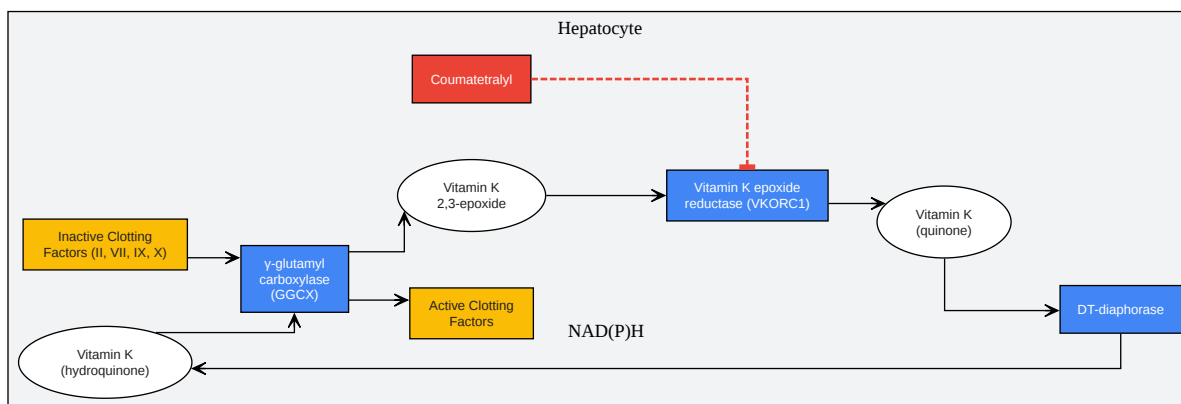 Hepatocyte
Coumatetralyl
Vitamin K
2,3-epoxide
Vitamin K epoxide
reductase (VKORC1)
Vitamin K
(quinone)
Inactive Clotting
Factors (II, VII, IX, X)
γ-glutamyl
carboxylase
(GGCX)
Active Clotting
Factors
DT-diaphorase
NAD(P)H
Vitamin K
(hydroquinone)